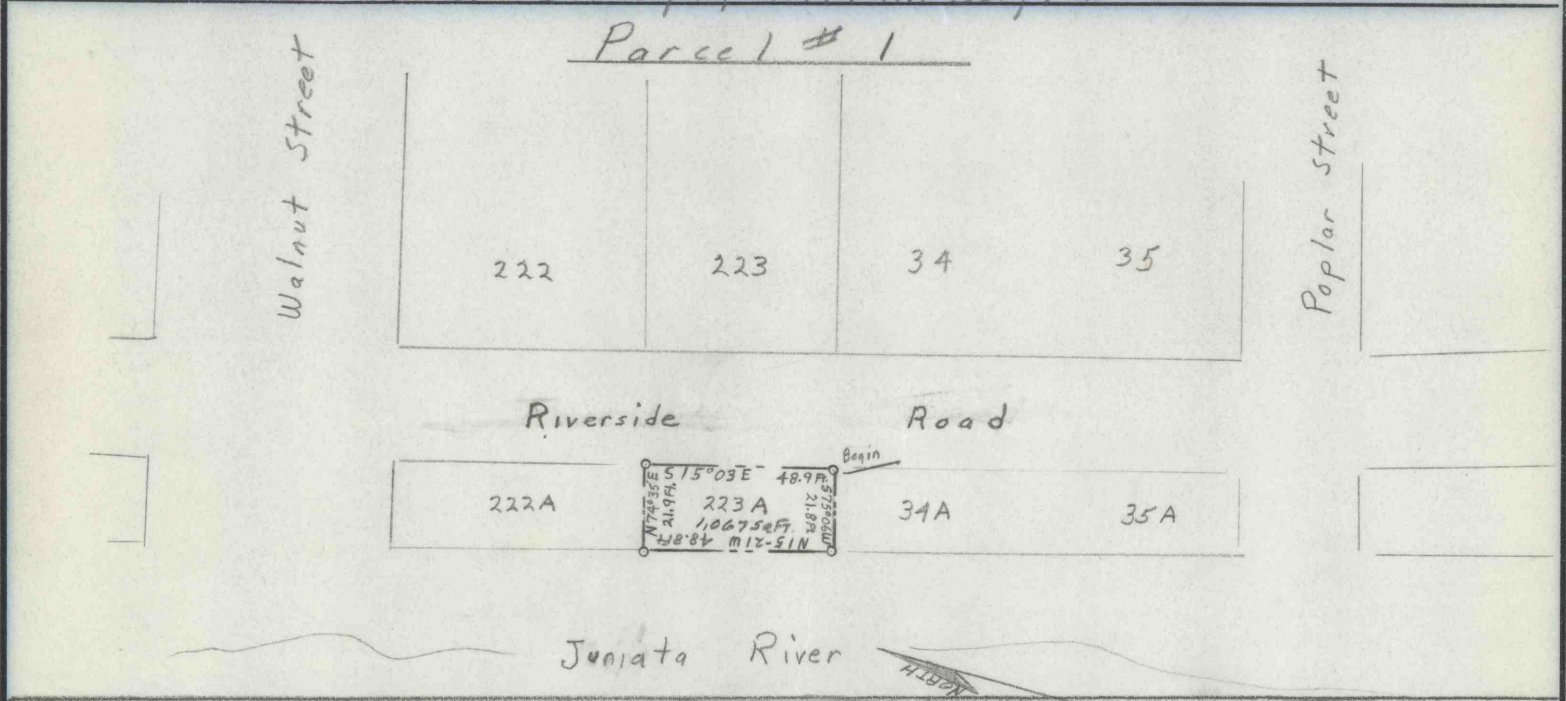 Parcel # 1
Walnut Street
Poplar Street
222
223
34
35
Riverside Road
Begin
222A
S 15°03 E 48.9 Ft.
N 74°35 E
21.9 Ft.
223 A
1,067 Sq Ft.
S 75°06 W
21.8 Ft
N 15-21 W 48.8 Ft
34A
35A
Juniata River
NORTH